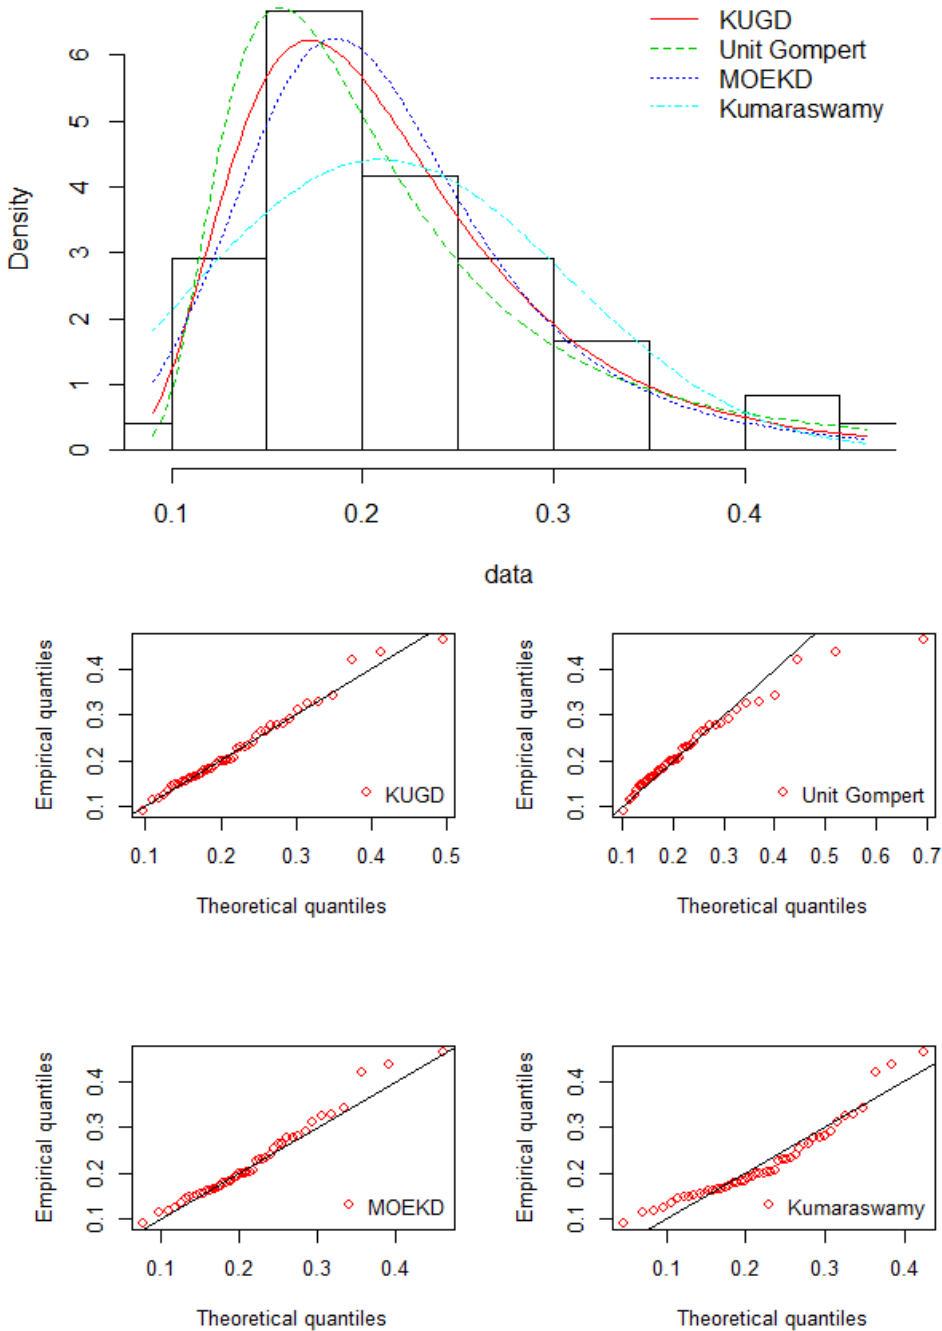 KUGD
Unit Gompert
MOEKD
Kumaraswamy
Density
0 1 2 3 4 5 6
0.1 0.2 0.3 0.4
data
Empirical quantiles
0.1 0.2 0.3 0.4
KUGD
0.1 0.2 0.3 0.4 0.5
Theoretical quantiles
Empirical quantiles
0.1 0.2 0.3 0.4
Unit Gompert
0.1 0.2 0.3 0.4 0.5 0.6 0.7
Theoretical quantiles
Empirical quantiles
0.1 0.2 0.3 0.4
MOEKD
0.1 0.2 0.3 0.4
Theoretical quantiles
Empirical quantiles
0.1 0.2 0.3 0.4
Kumaraswamy
0.1 0.2 0.3 0.4
Theoretical quantiles